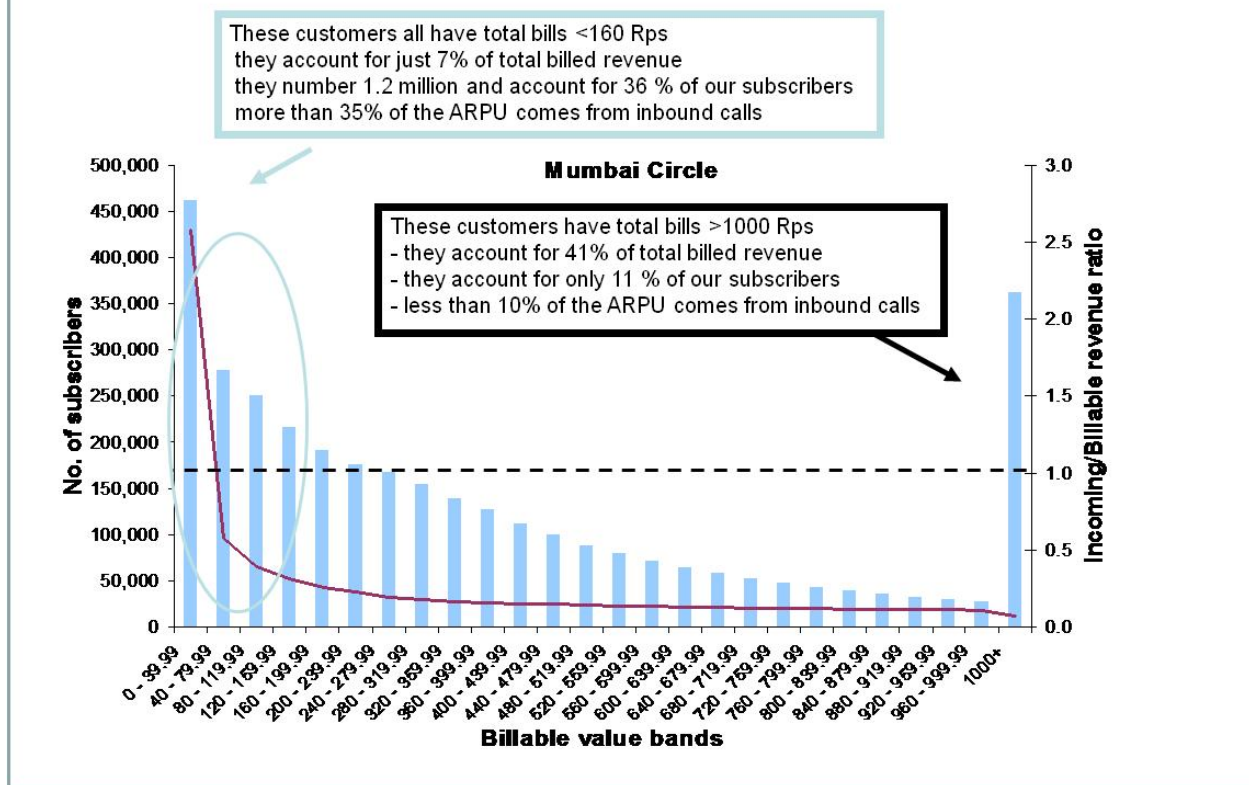 These customers all have total bills <160 Rps
they account for just 7% of total billed revenue
they number 1.2 million and account for 36 % of our subscribers
more than 35% of the ARPU comes from inbound calls
Mumbai Circle
These customers have total bills >1000 Rps
- they account for 41% of total billed revenue
- they account for only 11 % of our subscribers
- less than 10% of the ARPU comes from inbound calls
No. of subscribers
500,000
450,000
400,000
350,000
300,000
250,000
200,000
150,000
100,000
50,000
0
3.0
2.5
2.0
1.5
1.0
0.5
0.0
Incoming/Billable revenue ratio
0 - 39.99
40 - 79.99
80 - 119.99
120 - 159.99
160 - 199.99
200 - 239.99
240 - 279.99
280 - 319.99
320 - 359.99
360 - 399.99
400 - 439.99
440 - 479.99
480 - 519.99
520 - 559.99
560 - 599.99
600 - 639.99
640 - 679.99
680 - 719.99
720 - 759.99
760 - 799.99
800 - 839.99
840 - 879.99
880 - 919.99
920 - 959.99
960 - 999.99
1000+
Billable value bands